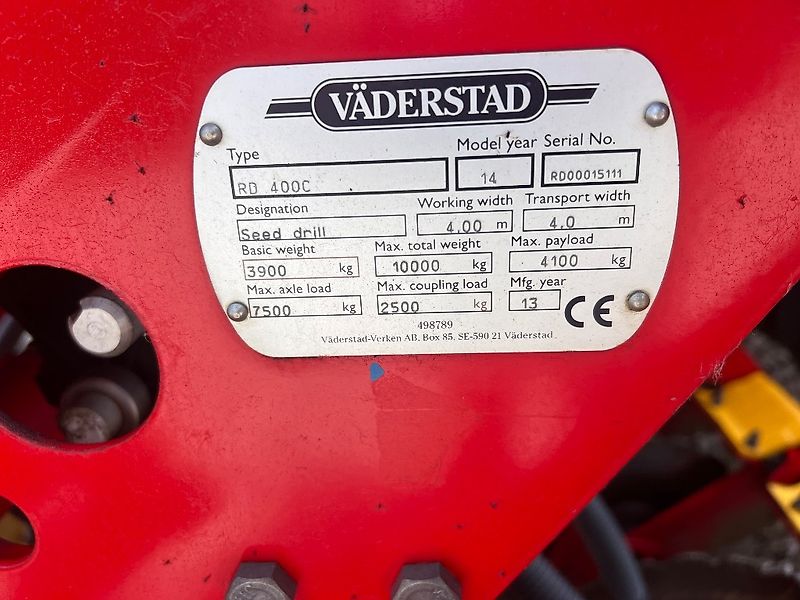 VÄDERSTAD
Type Model year Serial No.
RD 400C 14 RD00015111
Designation Working width Transport width
Seed drill 4.00 m 4.0 m
Basic weight Max. total weight Max. payload
3900 kg 10000 kg 4100 kg
Max. axle load Max. coupling load Mfg. year
7500 kg 2500 kg 13 CE
498789
Väderstad-Verken AB, Box 85, SE-590 21 Väderstad